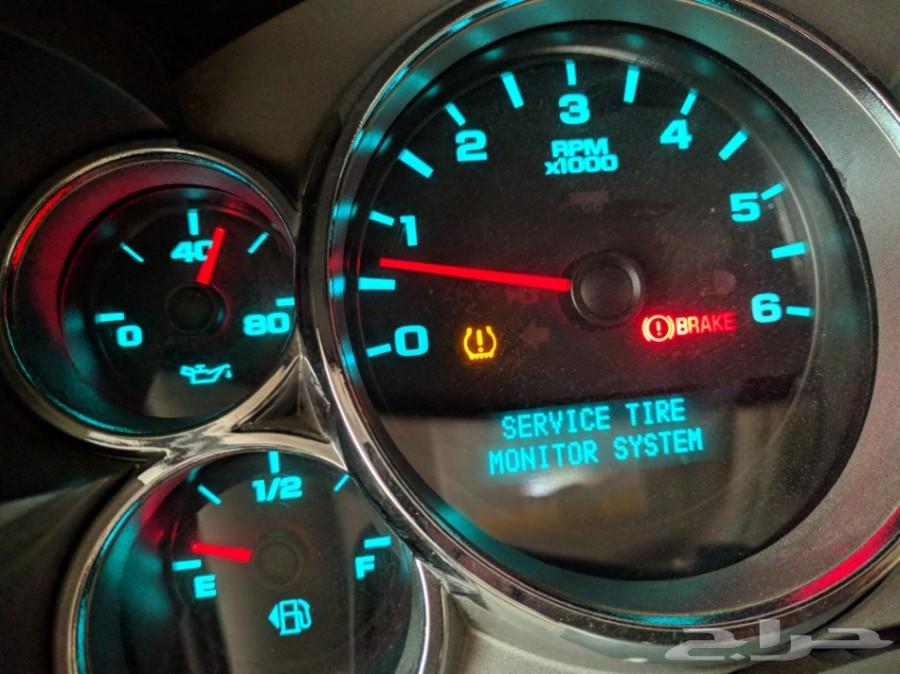 3
2
4
RPM
x1000
1
5
40
0
80
6
0
BRAKE
SERVICE TIRE
MONITOR SYSTEM
1/2
E
F
حراج